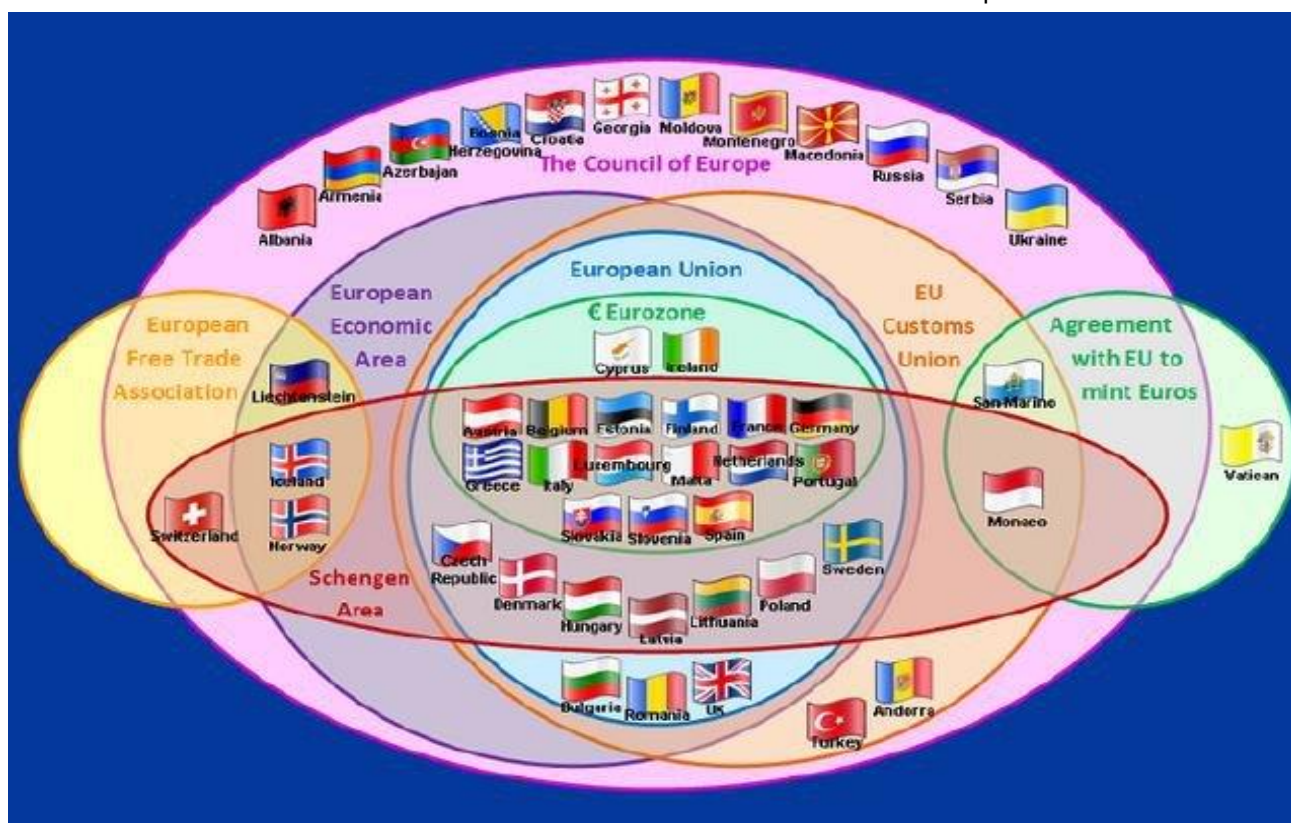 Georgia
Moldova
Bosnia
Herzegovina
Croatia
Montenegro
Macedonia
Azerbajan
The Council of Europe
Russia
Armenia
Serbia
Albania
Ukraine
European Union
European
Economic
Area
EU
Customs
Union
€ Eurozone
European
Free Trade
Association
Agreement
with EU to
mint Euros
Cyprus
Ireland
Liechtenstein
San Marino
Austria
Belgium
Estonia
Finland
France
Germany
Greece
Italy
Luxembourg
Malta
Netherlands
Portugal
Iceland
Vatican
Switzerland
Norway
Monaco
Slovakia
Slovenia
Spain
Czech
Republic
Sweden
Schengen
Area
Denmark
Hungary
Latvia
Lithuania
Poland
Bulgaria
Romania
UK
Andorra
Turkey